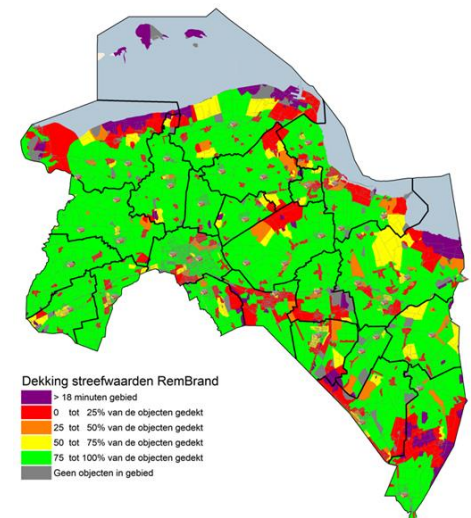 Dekking streefwaarden RemBrand
> 18 minuten gebied
0 tot 25% van de objecten gedekt
25 tot 50% van de objecten gedekt
50 tot 75% van de objecten gedekt
75 tot 100% van de objecten gedekt
Geen objecten in gebied